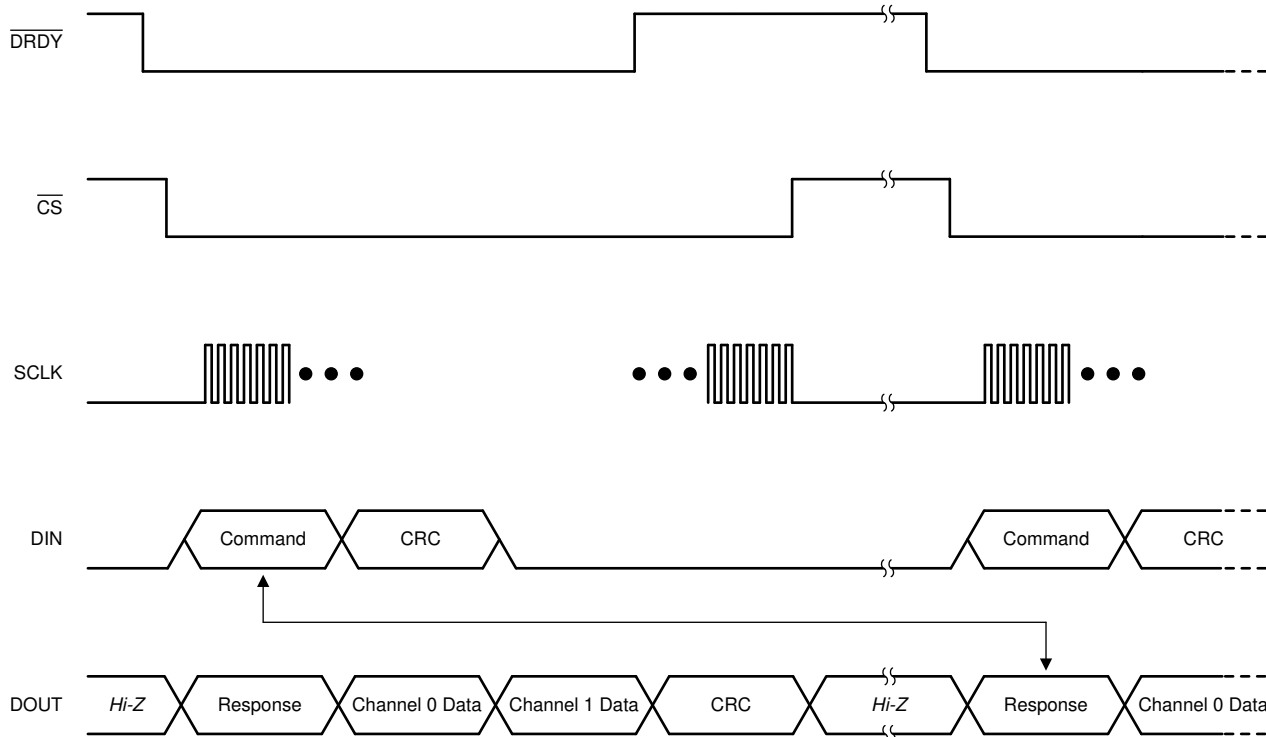 DRDY
CS
SCLK
DIN
Command
CRC
Command
CRC
DOUT
Hi-Z
Response
Channel 0 Data
Channel 1 Data
CRC
Hi-Z
Response
Channel 0 Data